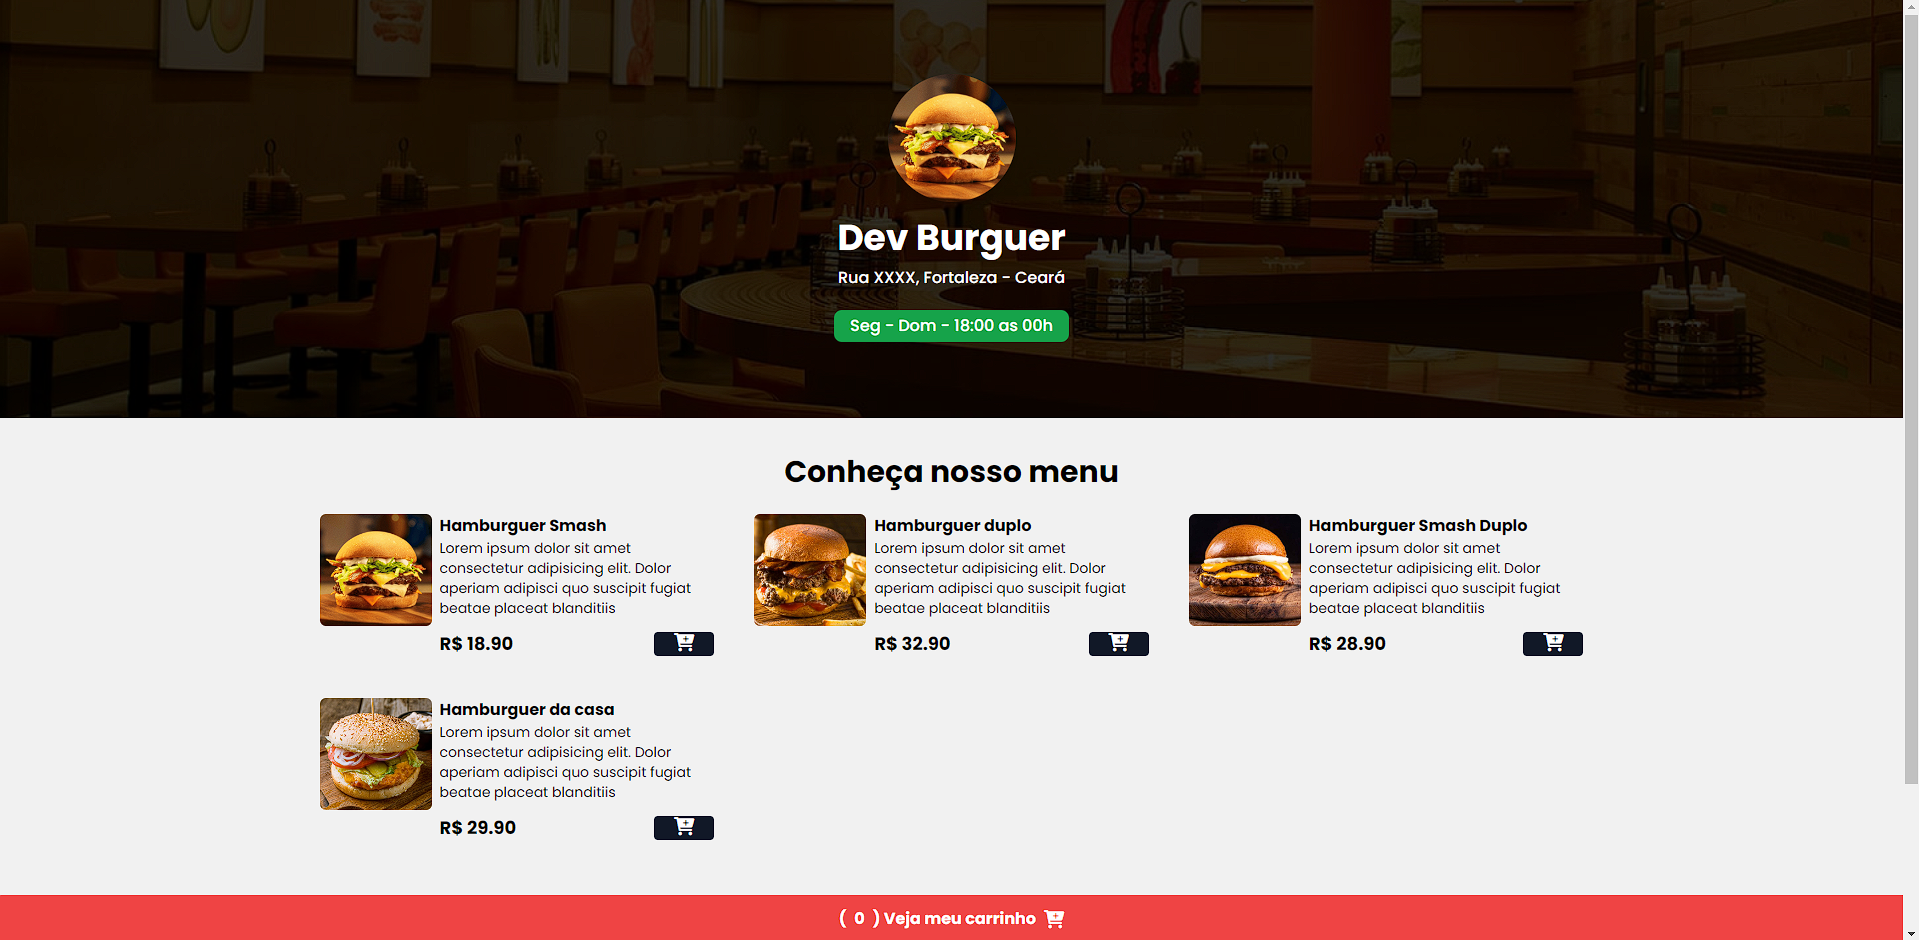 Dev Burguer
Rua XXXX, Fortaleza - Ceará
Seg - Dom - 18:00 as 00h
Conheça nosso menu
Hamburguer Smash
Lorem ipsum dolor sit amet
consectetur adipisicing elit. Dolor
aperiam adipisci quo suscipit fugiat
beatae placeat blanditiis
R$ 18.90
Hamburguer duplo
Lorem ipsum dolor sit amet
consectetur adipisicing elit. Dolor
aperiam adipisci quo suscipit fugiat
beatae placeat blanditiis
R$ 32.90
Hamburguer Smash Duplo
Lorem ipsum dolor sit amet
consectetur adipisicing elit. Dolor
aperiam adipisci quo suscipit fugiat
beatae placeat blanditiis
R$ 28.90
Hamburguer da casa
Lorem ipsum dolor sit amet
consectetur adipisicing elit. Dolor
aperiam adipisci quo suscipit fugiat
beatae placeat blanditiis
R$ 29.90
( 0 ) Veja meu carrinho